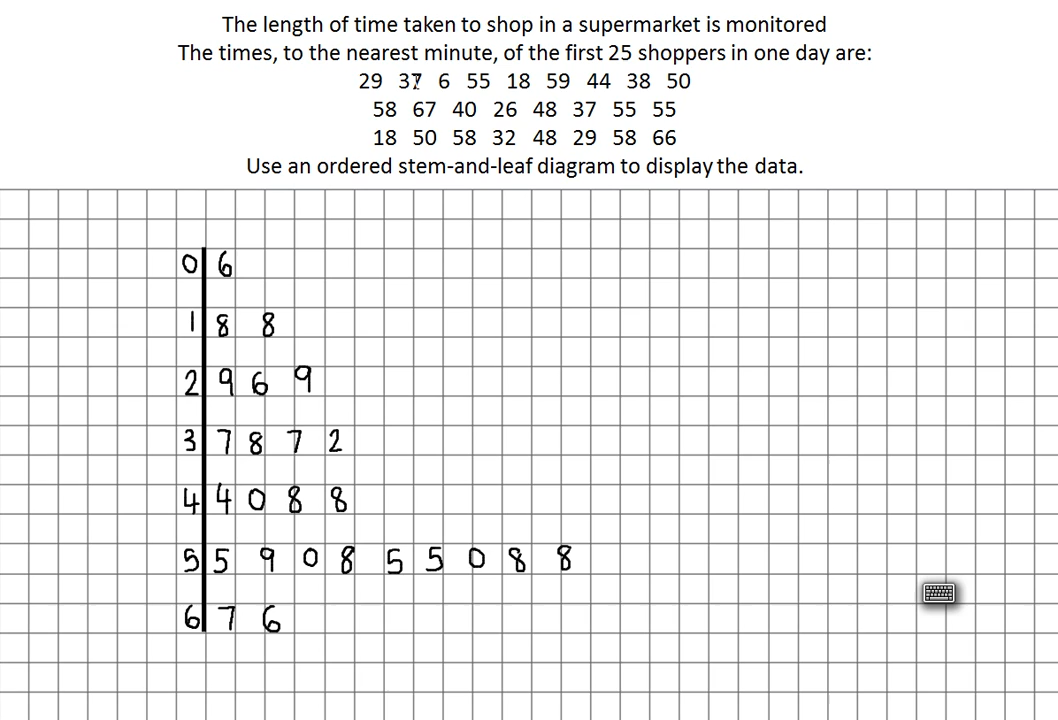 The length of time taken to shop in a supermarket is monitored
The times, to the nearest minute, of the first 25 shoppers in one day are:
29 37 6 55 18 59 44 38 50
58 67 40 26 48 37 55 55
18 50 58 32 48 29 58 66
Use an ordered stem-and-leaf diagram to display the data.
0 6
1 8 8
2 9 6 9
3 7 8 7 2
4 4 0 8 8
5 5 9 0 8 5 5 0 8 8
6 7 6